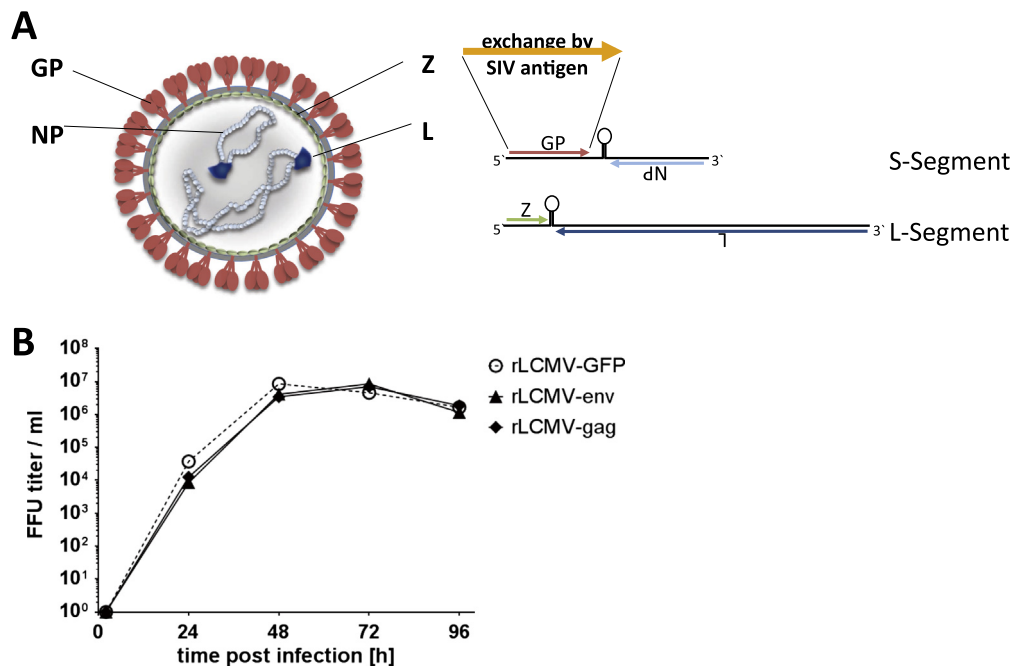 A
GP
NP
Z
L
exchange by
SIV antigen
GP
5`
3`
NP
S-Segment
Z
5`
3`
L
L-Segment
B
10⁸
10⁷
10⁶
10⁵
10⁴
10³
10²
10¹
10⁰
FFU titer / ml
0 24 48 72 96
time post infection [h]
rLCMV-GFP
rLCMV-env
rLCMV-gag